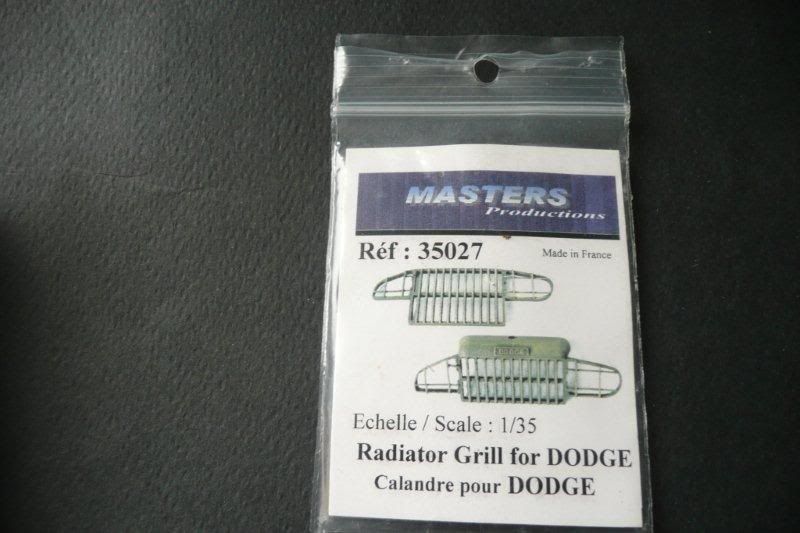 MASTERS
Productions
Réf : 35027
Made in France
Echelle / Scale : 1/35
Radiator Grill for DODGE
Calandre pour DODGE